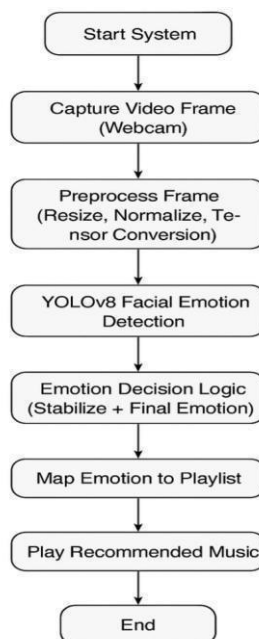 Start System
Capture Video Frame
(Webcam)
Preprocess Frame
(Resize, Normalize, Te-
nsor Conversion)
YOLOv8 Facial Emotion
Detection
Emotion Decision Logic
(Stabilize + Final Emotion)
Map Emotion to Playlist
Play Recommended Music
End